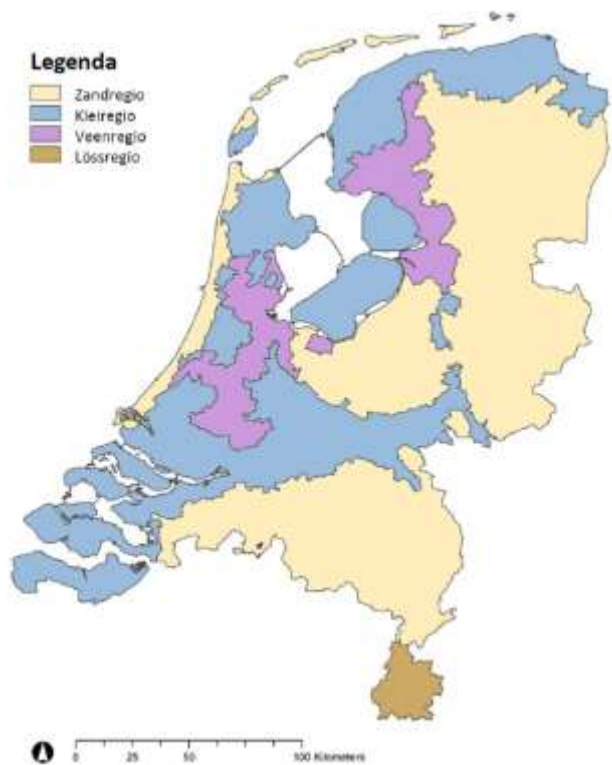 Legenda
Zandregio
Kleiregio
Veenregio
Lössregio
0 25 50 100 Kilometers